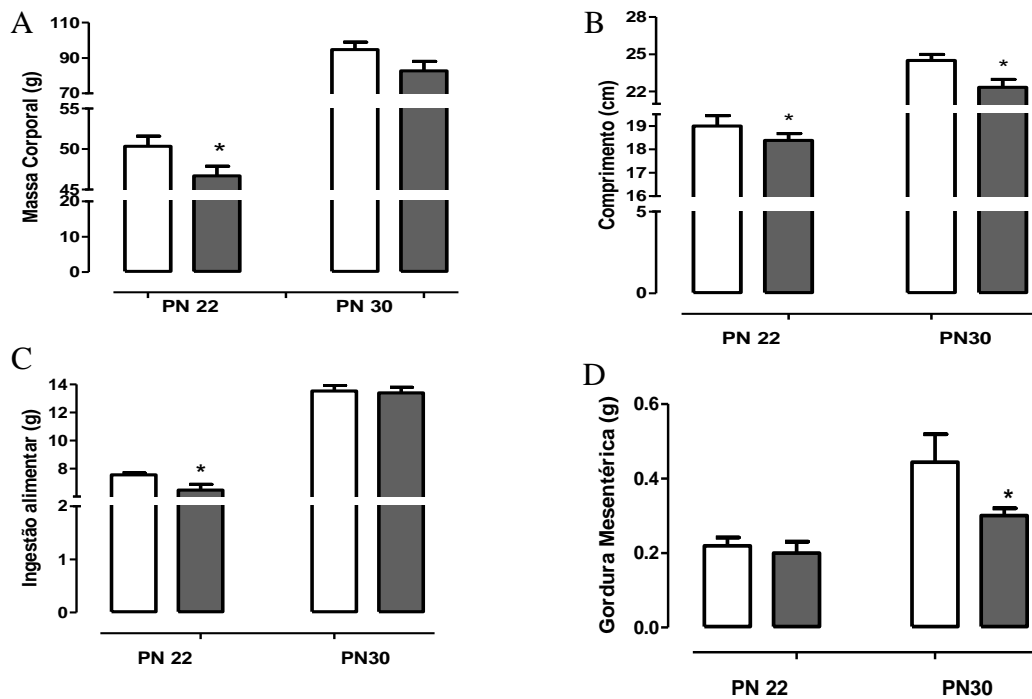 A
Massa Corporal (g)
110
90
70
55
50
45
20
10
0
*
PN 22
PN 30
B
Comprimento (cm)
25
22
19
18
17
16
5
0
*
*
PN 22
PN30
C
Ingestão alimentar (g)
14
12
10
8
2
1
0
*
PN 22
PN30
D
Gordura Mesentérica (g)
0.6
0.4
0.2
0.0
*
PN 22
PN30